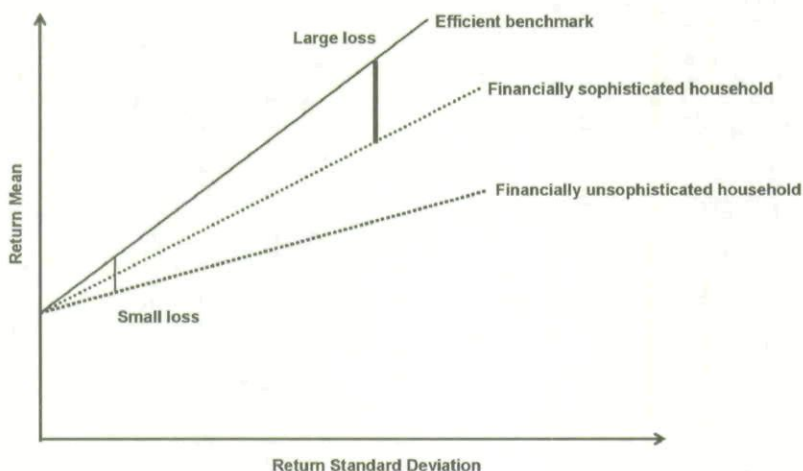 Efficient benchmark
Large loss
Financially sophisticated household
Financially unsophisticated household
Return Mean
Small loss
Return Standard Deviation